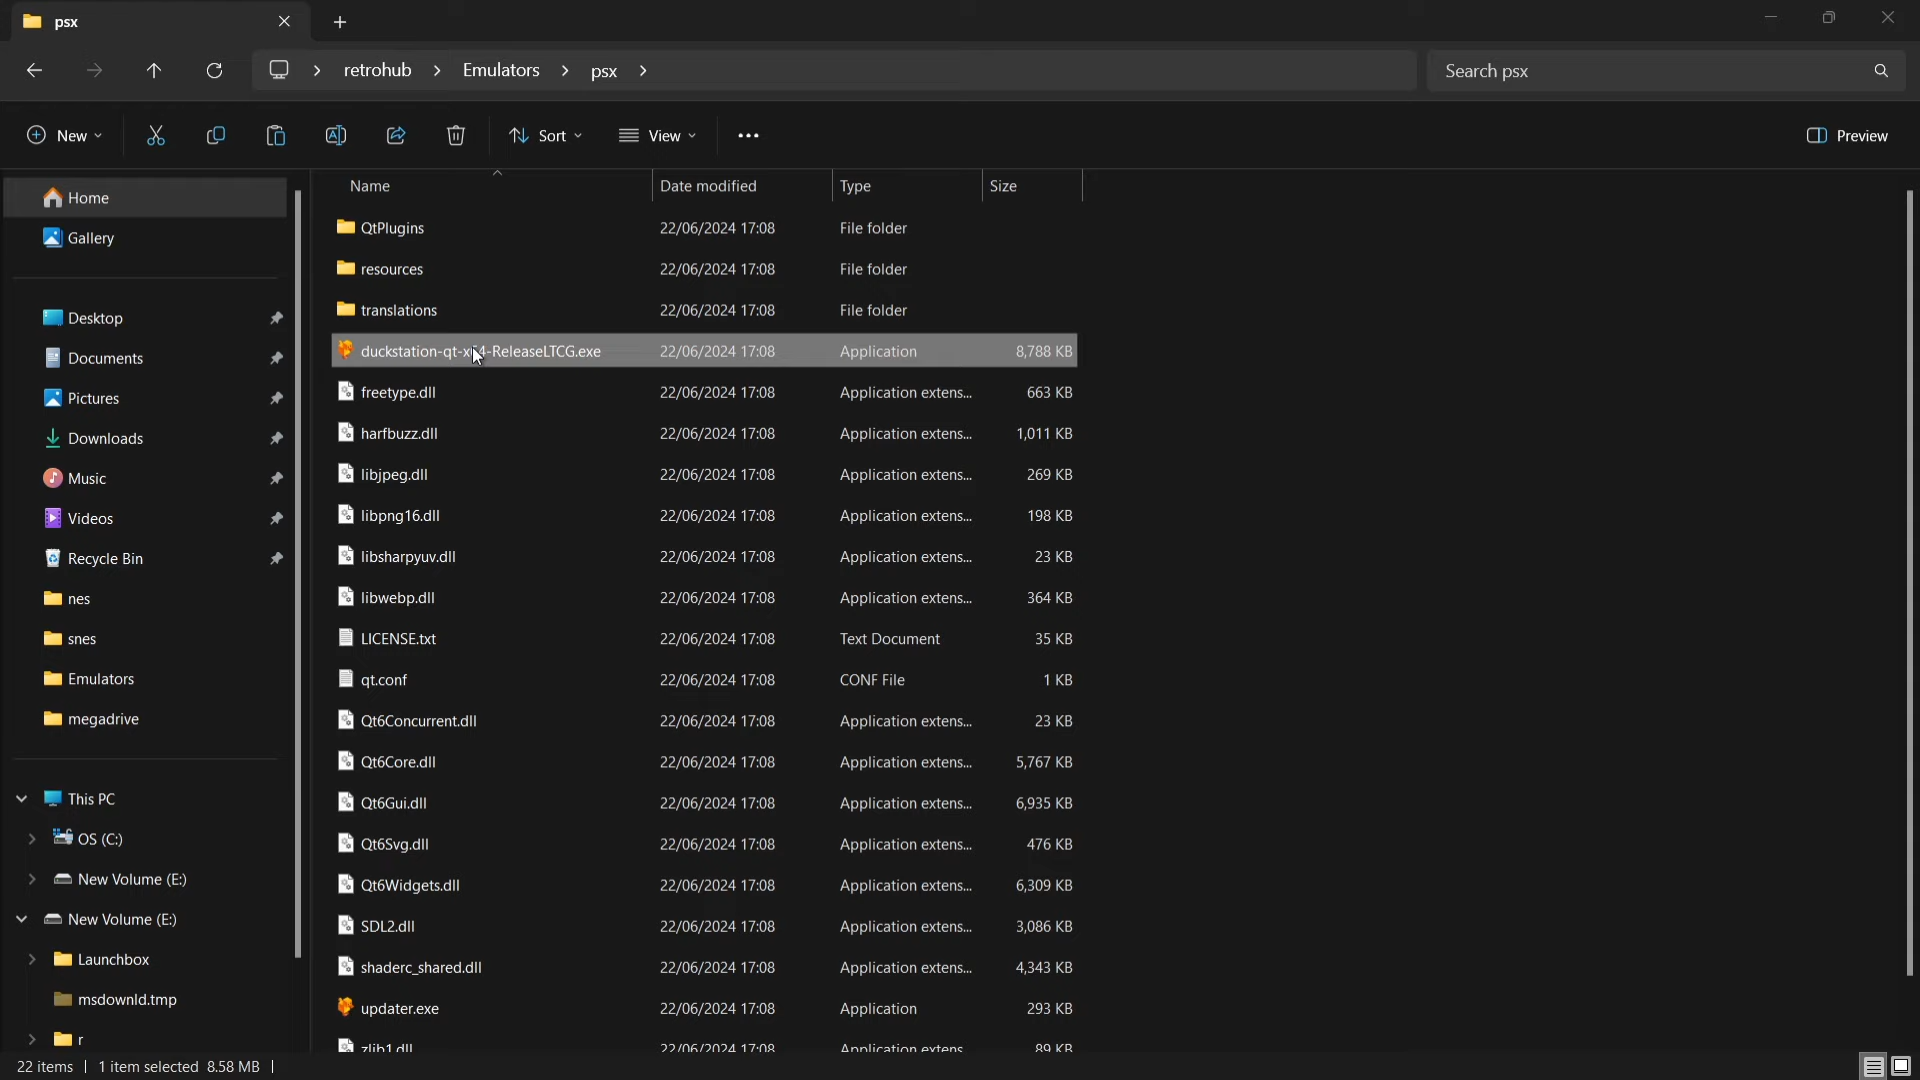 psx
retrohub Emulators psx
Search psx
New
Sort
View
Preview
Home
Gallery
Desktop
Documents
Pictures
Downloads
Music
Videos
Recycle Bin
nes
snes
Emulators
megadrive
This PC
OS (C:)
New Volume (E:)
New Volume (E:)
Launchbox
msdownld.tmp
r
Name Date modified Type Size
QtPlugins 22/06/2024 17:08 File folder
resources 22/06/2024 17:08 File folder
translations 22/06/2024 17:08 File folder
duckstation-qt-x64-ReleaseLTCG.exe 22/06/2024 17:08 Application 8,788 KB
freetype.dll 22/06/2024 17:08 Application extens... 663 KB
harfbuzz.dll 22/06/2024 17:08 Application extens... 1,011 KB
libjpeg.dll 22/06/2024 17:08 Application extens... 269 KB
libpng16.dll 22/06/2024 17:08 Application extens... 198 KB
libsharpyuv.dll 22/06/2024 17:08 Application extens... 23 KB
libwebp.dll 22/06/2024 17:08 Application extens... 364 KB
LICENSE.txt 22/06/2024 17:08 Text Document 35 KB
qt.conf 22/06/2024 17:08 CONF File 1 KB
Qt6Concurrent.dll 22/06/2024 17:08 Application extens... 23 KB
Qt6Core.dll 22/06/2024 17:08 Application extens... 5,767 KB
Qt6Gui.dll 22/06/2024 17:08 Application extens... 6,935 KB
Qt6Svg.dll 22/06/2024 17:08 Application extens... 476 KB
Qt6Widgets.dll 22/06/2024 17:08 Application extens... 6,309 KB
SDL2.dll 22/06/2024 17:08 Application extens... 3,086 KB
shaderc_shared.dll 22/06/2024 17:08 Application extens... 4,343 KB
updater.exe 22/06/2024 17:08 Application 293 KB
zlib1.dll 22/06/2024 17:08 Application extens... 89 KB
22 items 1 item selected 8.58 MB